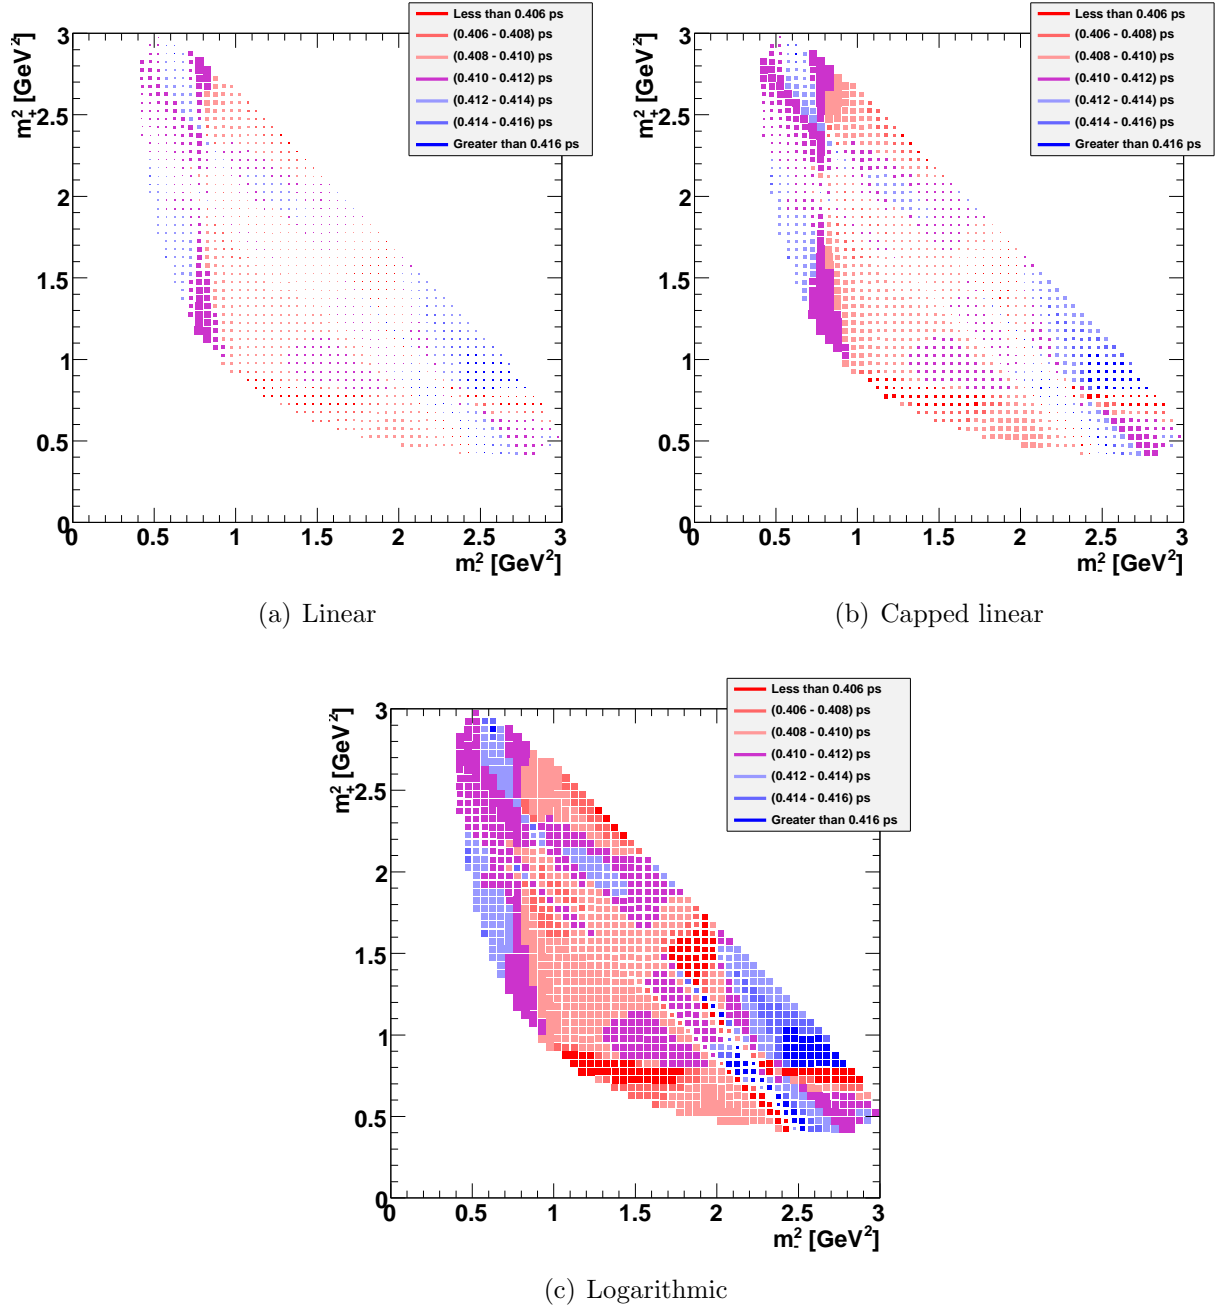 Less than 0.406 ps
(0.406 - 0.408) ps
(0.408 - 0.410) ps
(0.410 - 0.412) ps
(0.412 - 0.414) ps
(0.414 - 0.416) ps
Greater than 0.416 ps
m²₊ [GeV²]
3
2.5
2
1.5
1
0.5
0
0 0.5 1 1.5 2 2.5 3
m²₋ [GeV²]
(a) Linear
Less than 0.406 ps
(0.406 - 0.408) ps
(0.408 - 0.410) ps
(0.410 - 0.412) ps
(0.412 - 0.414) ps
(0.414 - 0.416) ps
Greater than 0.416 ps
m²₊ [GeV²]
3
2.5
2
1.5
1
0.5
0
0 0.5 1 1.5 2 2.5 3
m²₋ [GeV²]
(b) Capped linear
Less than 0.406 ps
(0.406 - 0.408) ps
(0.408 - 0.410) ps
(0.410 - 0.412) ps
(0.412 - 0.414) ps
(0.414 - 0.416) ps
Greater than 0.416 ps
m²₊ [GeV²]
3
2.5
2
1.5
1
0.5
0
0 0.5 1 1.5 2 2.5 3
m²₋ [GeV²]
(c) Logarithmic